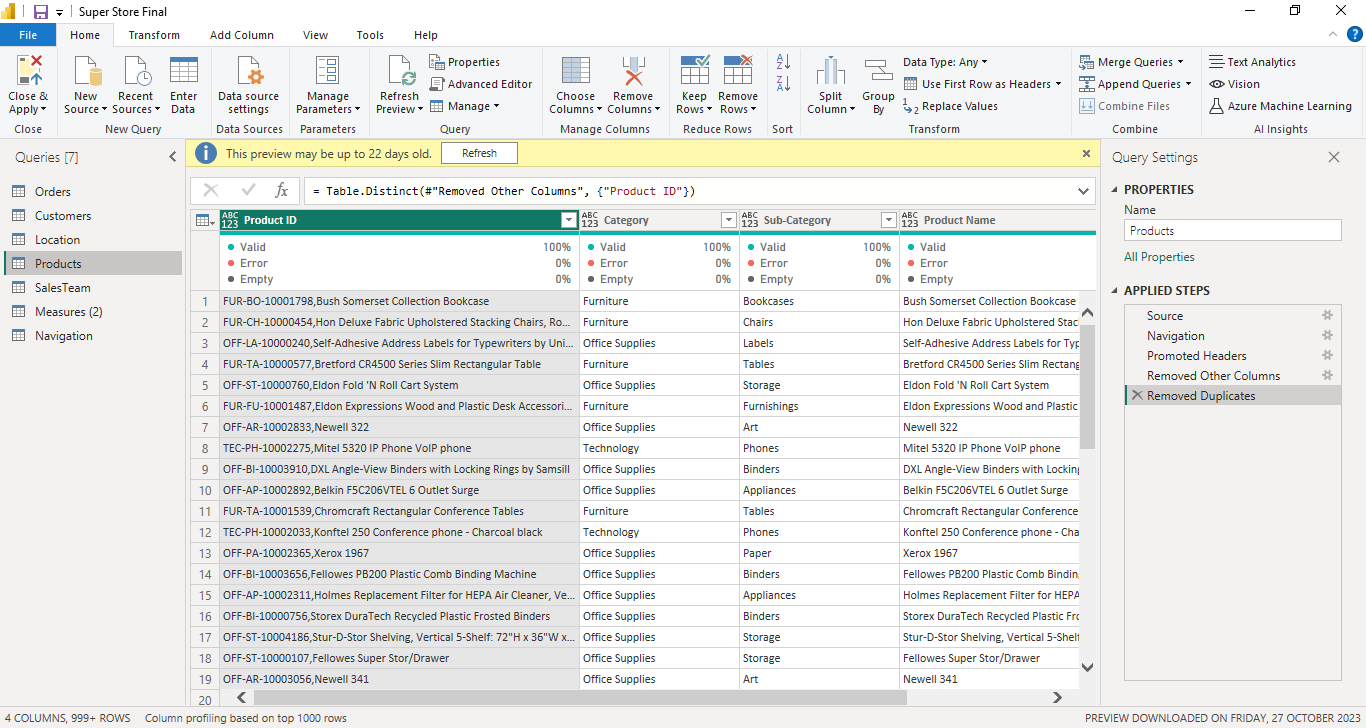 Super Store Final
File Home Transform Add Column View Tools Help
Close & Apply
New Source
Recent Sources
Enter Data
Data source settings
Manage Parameters
Refresh Preview
Properties
Advanced Editor
Manage
Choose Columns
Remove Columns
Keep Rows
Remove Rows
Split Column
Group By
Data Type: Any
Use First Row as Headers
Replace Values
Merge Queries
Append Queries
Combine Files
Text Analytics
Vision
Azure Machine Learning
Close New Query Data Sources Parameters Query Manage Columns Reduce Rows Sort Transform Combine AI Insights
Queries [7]
Orders
Customers
Location
Products
SalesTeam
Measures (2)
Navigation
This preview may be up to 22 days old. Refresh
= Table.Distinct(#"Removed Other Columns", {"Product ID"})
ABC 123 Product ID ABC 123 Category ABC 123 Sub-Category ABC 123 Product Name
Valid 100% Valid 100% Valid 100% Valid
Error 0% Error 0% Error 0% Error
Empty 0% Empty 0% Empty 0% Empty
1 FUR-BO-10001798,Bush Somerset Collection Bookcase Furniture Bookcases Bush Somerset Collection Bookcase
2 FUR-CH-10000454,Hon Deluxe Fabric Upholstered Stacking Chairs, Ro... Furniture Chairs Hon Deluxe Fabric Upholstered Stac
3 OFF-LA-10000240,Self-Adhesive Address Labels for Typewriters by Uni... Office Supplies Labels Self-Adhesive Address Labels for Typ
4 FUR-TA-10000577,Bretford CR4500 Series Slim Rectangular Table Furniture Tables Bretford CR4500 Series Slim Rectang
5 OFF-ST-10000760,Eldon Fold 'N Roll Cart System Office Supplies Storage Eldon Fold 'N Roll Cart System
6 FUR-FU-10001487,Eldon Expressions Wood and Plastic Desk Accessori... Furniture Furnishings Eldon Expressions Wood and Plastic
7 OFF-AR-10002833,Newell 322 Office Supplies Art Newell 322
8 TEC-PH-10002275,Mitel 5320 IP Phone VoIP phone Technology Phones Mitel 5320 IP Phone VoIP phone
9 OFF-BI-10003910,DXL Angle-View Binders with Locking Rings by Samsill Office Supplies Binders DXL Angle-View Binders with Locking
10 OFF-AP-10002892,Belkin F5C206VTEL 6 Outlet Surge Office Supplies Appliances Belkin F5C206VTEL 6 Outlet Surge
11 FUR-TA-10001539,Chromcraft Rectangular Conference Tables Furniture Tables Chromcraft Rectangular Conference
12 TEC-PH-10002033,Konftel 250 Conference phone - Charcoal black Technology Phones Konftel 250 Conference phone - Cha
13 OFF-PA-10002365,Xerox 1967 Office Supplies Paper Xerox 1967
14 OFF-BI-10003656,Fellowes PB200 Plastic Comb Binding Machine Office Supplies Binders Fellowes PB200 Plastic Comb Bindin
15 OFF-AP-10002311,Holmes Replacement Filter for HEPA Air Cleaner, Ve... Office Supplies Appliances Holmes Replacement Filter for HEPA
16 OFF-BI-10000756,Storex DuraTech Recycled Plastic Frosted Binders Office Supplies Binders Storex DuraTech Recycled Plastic Fro
17 OFF-ST-10004186,Stur-D-Stor Shelving, Vertical 5-Shelf: 72"H x 36"W x... Office Supplies Storage Stur-D-Stor Shelving, Vertical 5-Shelf
18 OFF-ST-10000107,Fellowes Super Stor/Drawer Office Supplies Storage Fellowes Super Stor/Drawer
19 OFF-AR-10003056,Newell 341 Office Supplies Art Newell 341
20
Query Settings
PROPERTIES
Name
Products
All Properties
APPLIED STEPS
Source
Navigation
Promoted Headers
Removed Other Columns
Removed Duplicates
4 COLUMNS, 999+ ROWS Column profiling based on top 1000 rows PREVIEW DOWNLOADED ON FRIDAY, 27 OCTOBER 2023